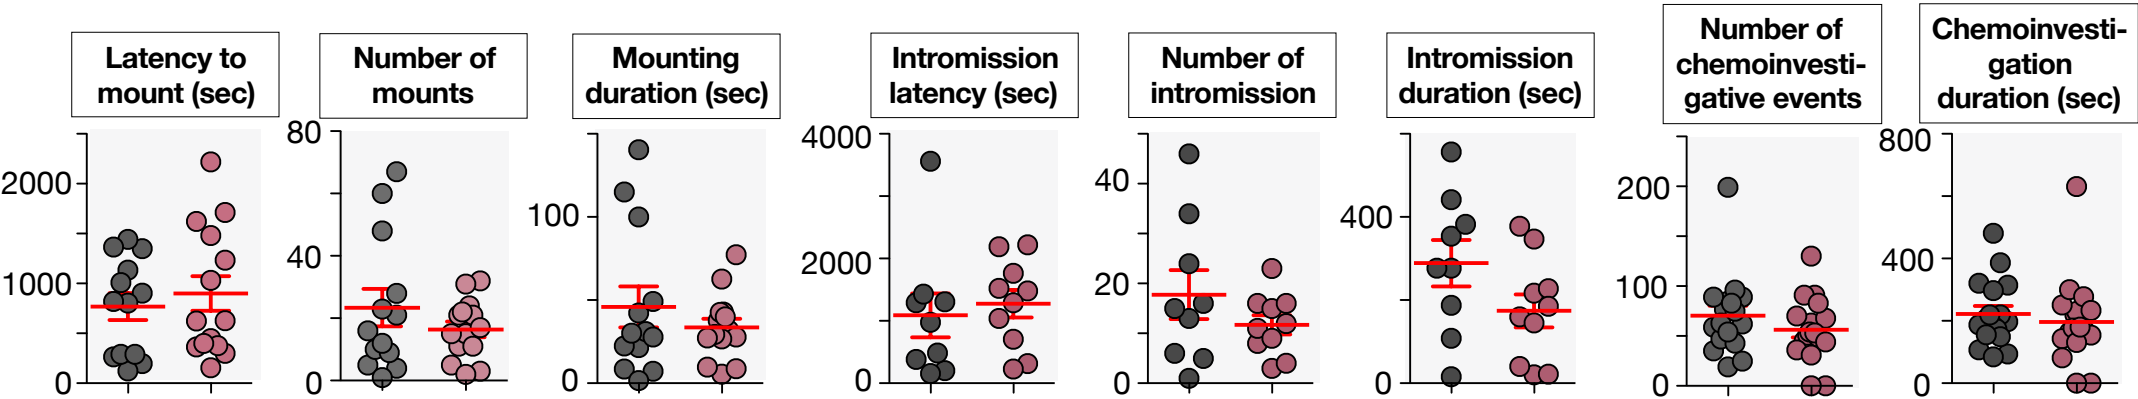 Latency to
mount (sec)
2000
1000
0
Number of
mounts
80
40
0
Mounting
duration (sec)
100
0
Intromission
latency (sec)
4000
2000
0
Number of
intromission
40
20
0
Intromission
duration (sec)
400
0
Number of
chemoinvesti-
gative events
200
100
0
Chemoinvesti-
gation
duration (sec)
800
400
0